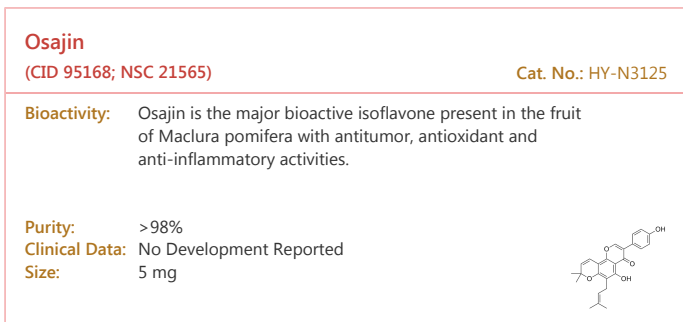 Osajin
(CID 95168; NSC 21565)
Cat. No.: HY-N3125
Bioactivity: Osajin is the major bioactive isoflavone present in the fruit
of Maclura pomifera with antitumor, antioxidant and
anti-inflammatory activities.
Purity: >98%
Clinical Data: No Development Reported
Size: 5 mg
OH
O
O
O
OH